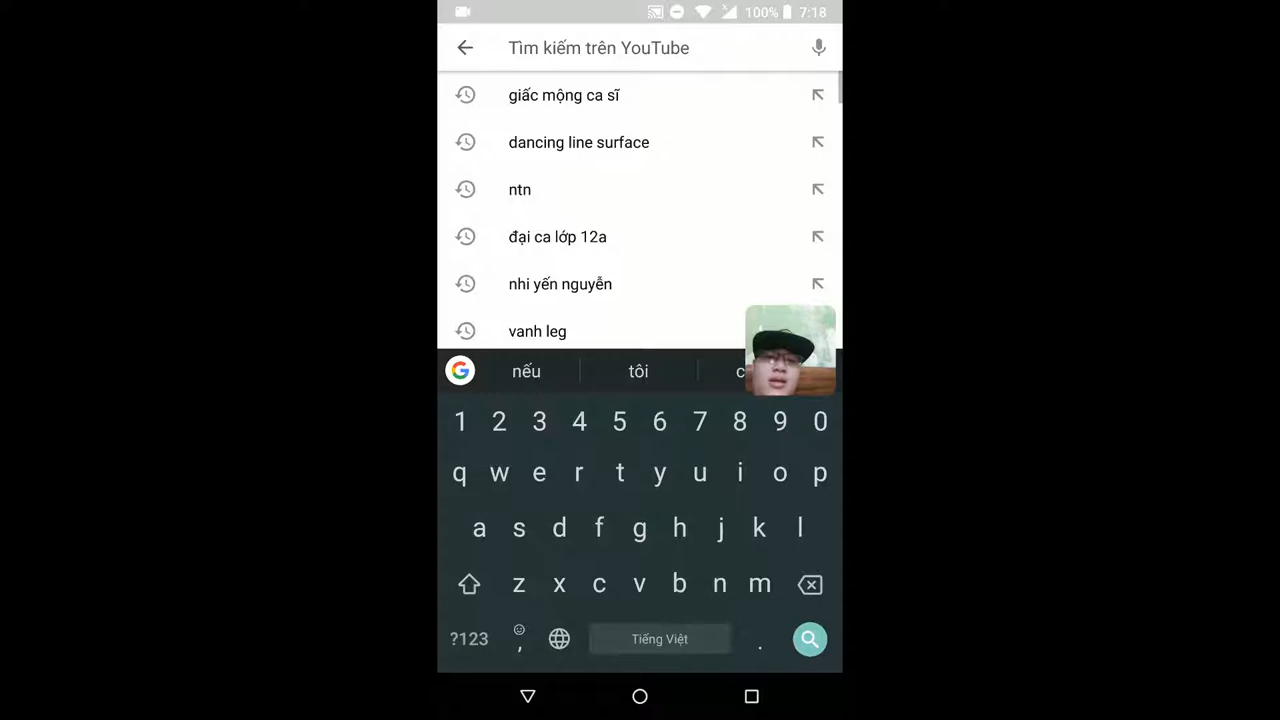 100% 7:18
Tìm kiếm trên YouTube
giấc mộng ca sĩ
dancing line surface
ntn
đại ca lớp 12a
nhi yến nguyễn
vanh leg
nếu tôi
1 2 3 4 5 6 7 8 9 0
q w e r t y u i o p
a s d f g h j k l
z x c v b n m
?123 , Tiếng Việt .